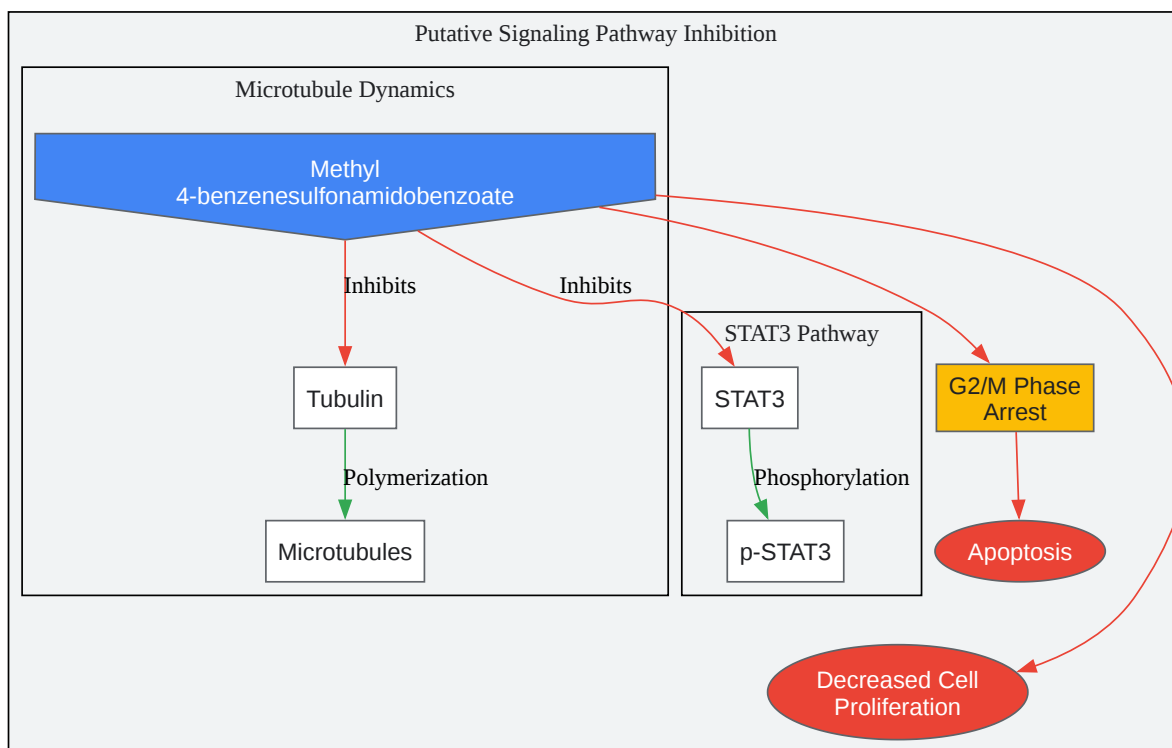 Putative Signaling Pathway Inhibition
Microtubule Dynamics
Methyl
4-benzenesulfonamidobenzoate
Inhibits
Inhibits
STAT3 Pathway
Tubulin
STAT3
G2/M Phase
Arrest
Polymerization
Phosphorylation
Microtubules
p-STAT3
Apoptosis
Decreased Cell
Proliferation